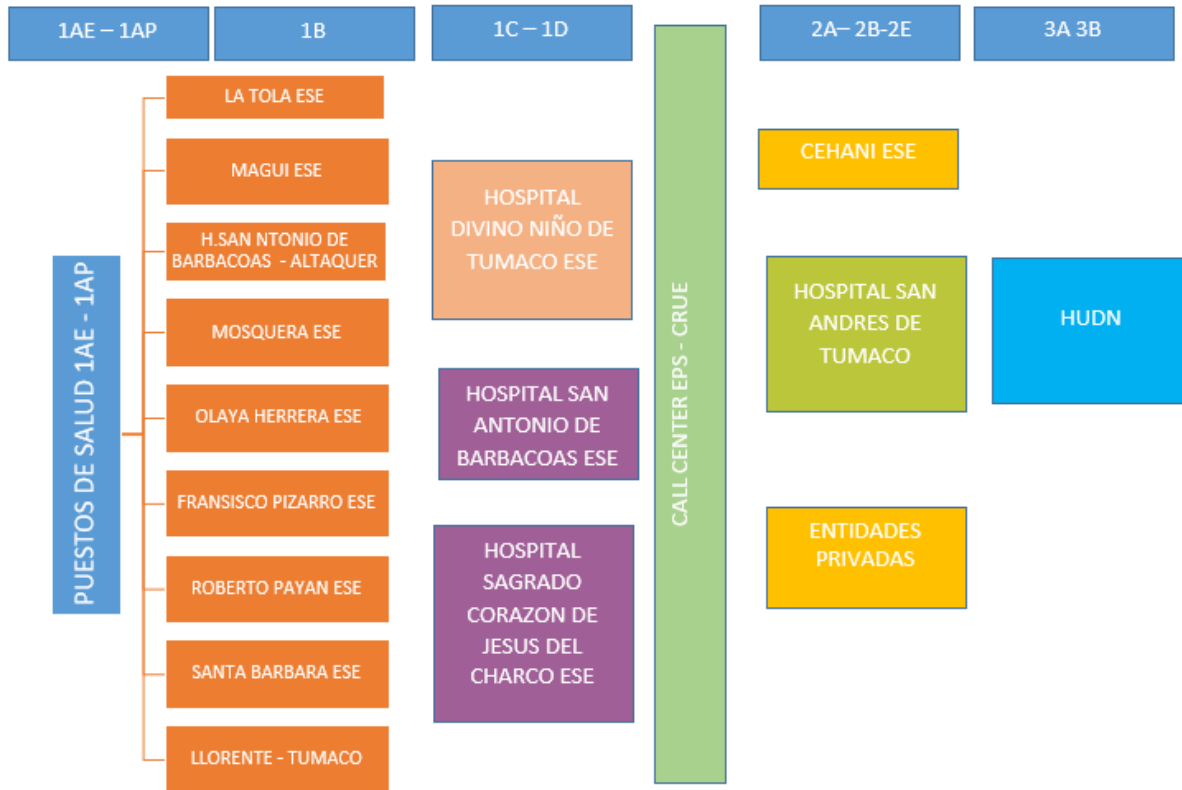 1AE – 1AP
1B
1C – 1D
2A– 2B-2E
3A 3B
PUESTOS DE SALUD 1AE - 1AP
LA TOLA ESE
MAGUI ESE
H.SAN NTONIO DE
BARBACOAS - ALTAQUER
MOSQUERA ESE
OLAYA HERRERA ESE
FRANSISCO PIZARRO ESE
ROBERTO PAYAN ESE
SANTA BARBARA ESE
LLORENTE - TUMACO
HOSPITAL
DIVINO NIÑO DE
TUMACO ESE
HOSPITAL SAN
ANTONIO DE
BARBACOAS ESE
HOSPITAL
SAGRADO
CORAZON DE
JESUS DEL
CHARCO ESE
CALL CENTER EPS - CRUE
CEHANI ESE
HOSPITAL SAN
ANDRES DE
TUMACO
ENTIDADES
PRIVADAS
HUDN